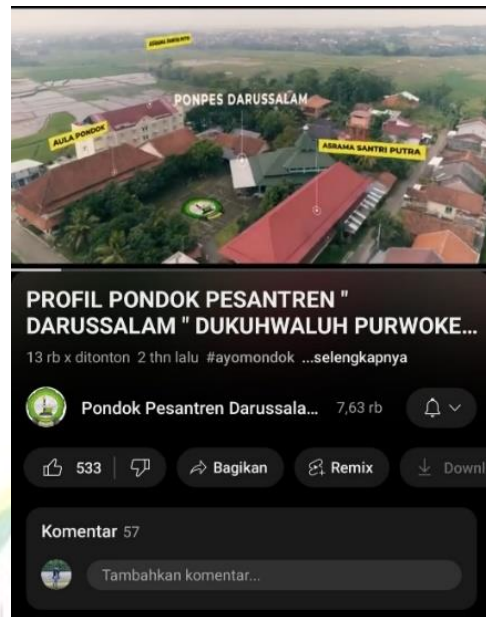 PONPES DARUSSALAM
AULA PONDOK
ASRAMA SANTRI PUTRA
PROFIL PONDOK PESANTREN "
DARUSSALAM " DUKUHWALUH PURWOKE...
13 rb x ditonton 2 thn lalu #ayomondok ...selengkapnya
Pondok Pesantren Darussala... 7,63 rb
533 Bagikan Remix Downl
Komentar 57
Tambahkan komentar...